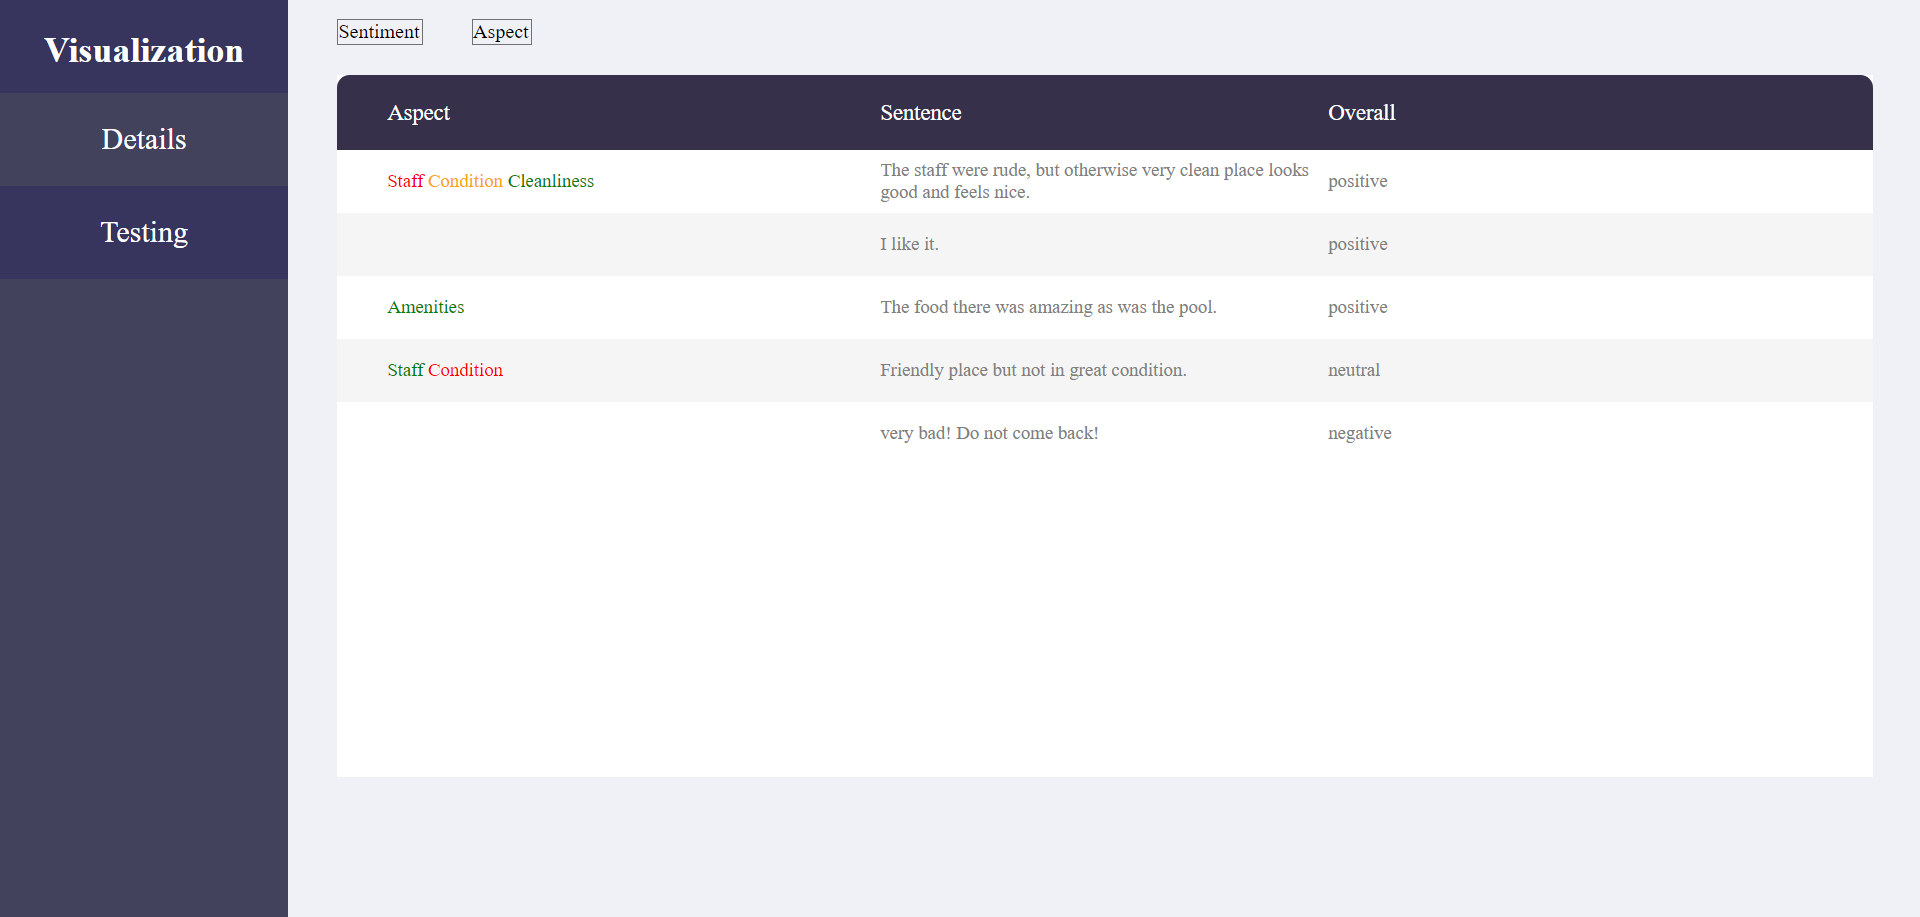 Visualization
Details
Testing
Sentiment Aspect
Aspect Sentence Overall
Staff Condition Cleanliness The staff were rude, but otherwise very clean place looks
good and feels nice. positive
I like it. positive
Amenities The food there was amazing as was the pool. positive
Staff Condition Friendly place but not in great condition. neutral
very bad! Do not come back! negative